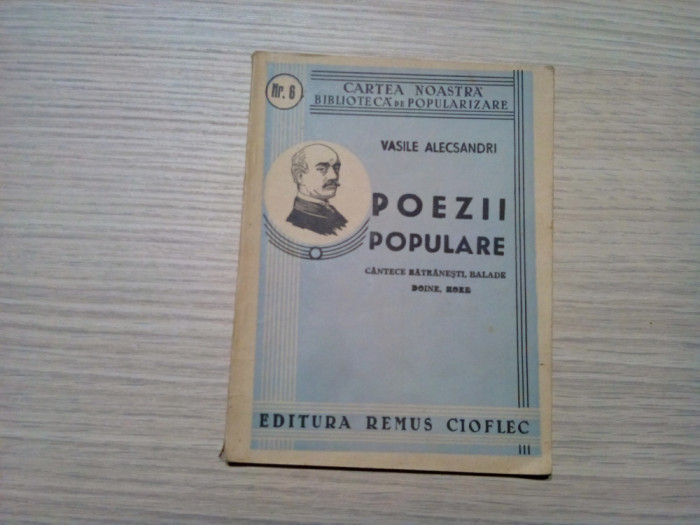 Nr. 6
CARTEA NOASTRĂ
BIBLIOTECĂ DE POPULARIZARE
VASILE ALECSANDRI
POEZII
POPULARE
CÂNTECE BĂTRÂNEȘTI, BALADE
DOINE, HORE
EDITURA REMUS CIOFLEC
III